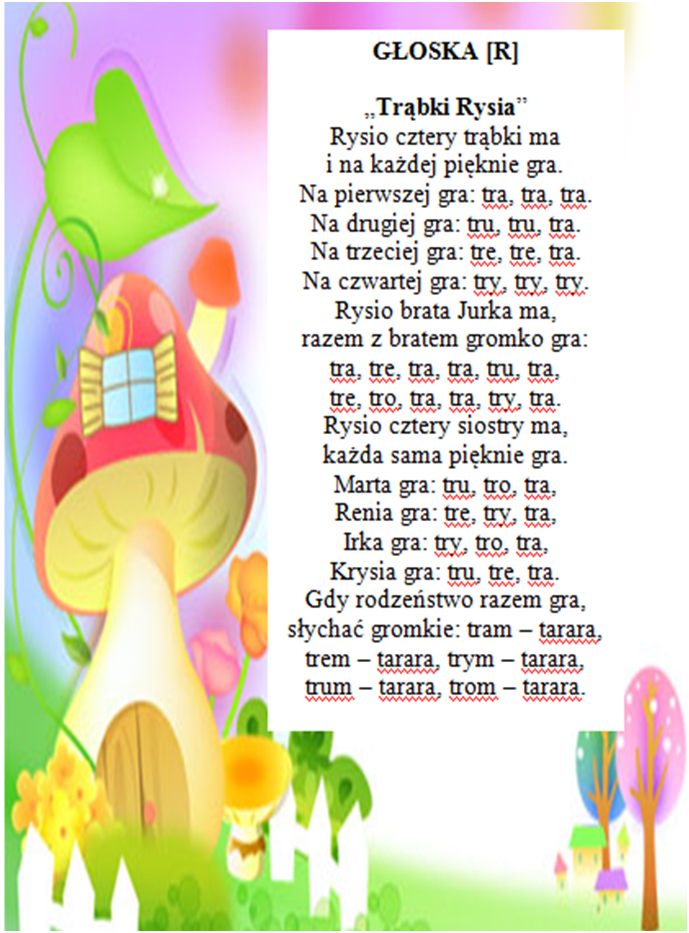 GŁOSKA [R]
„Trąbki Rysia”
Rysio cztery trąbki ma
i na każdej pięknie gra.
Na pierwszej gra: tra, tra, tra.
Na drugiej gra: tru, tru, tra.
Na trzeciej gra: tre, tre, tra.
Na czwartej gra: try, try, try.
Rysio brata Jurka ma,
razem z bratem gromko gra:
tra, tre, tra, tra, tru, tra,
tre, tro, tra, tra, try, tra.
Rysio cztery siostry ma,
każda sama pięknie gra.
Marta gra: tru, tro, tra,
Renia gra: tre, try, tra,
Irka gra: try, tro, tra,
Krysia gra: tru, tre, tra.
Gdy rodzeństwo razem gra,
słychać gromkie: tram – tarara,
trem – tarara, trym – tarara,
trum – tarara, trom – tarara.